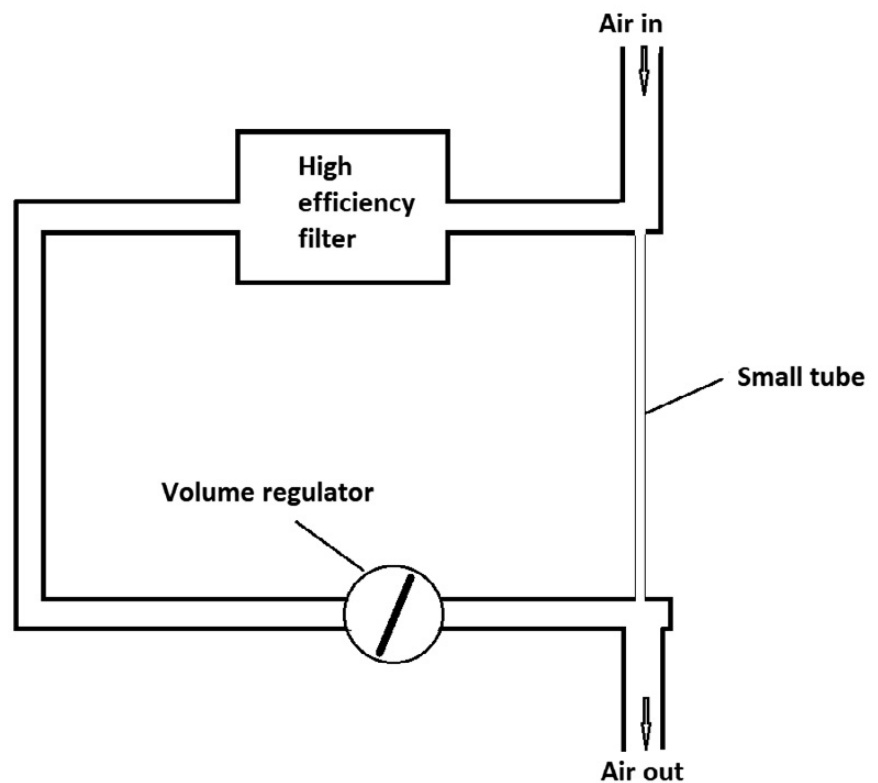 Air in
High
efficiency
filter
Small tube
Volume regulator
Air out